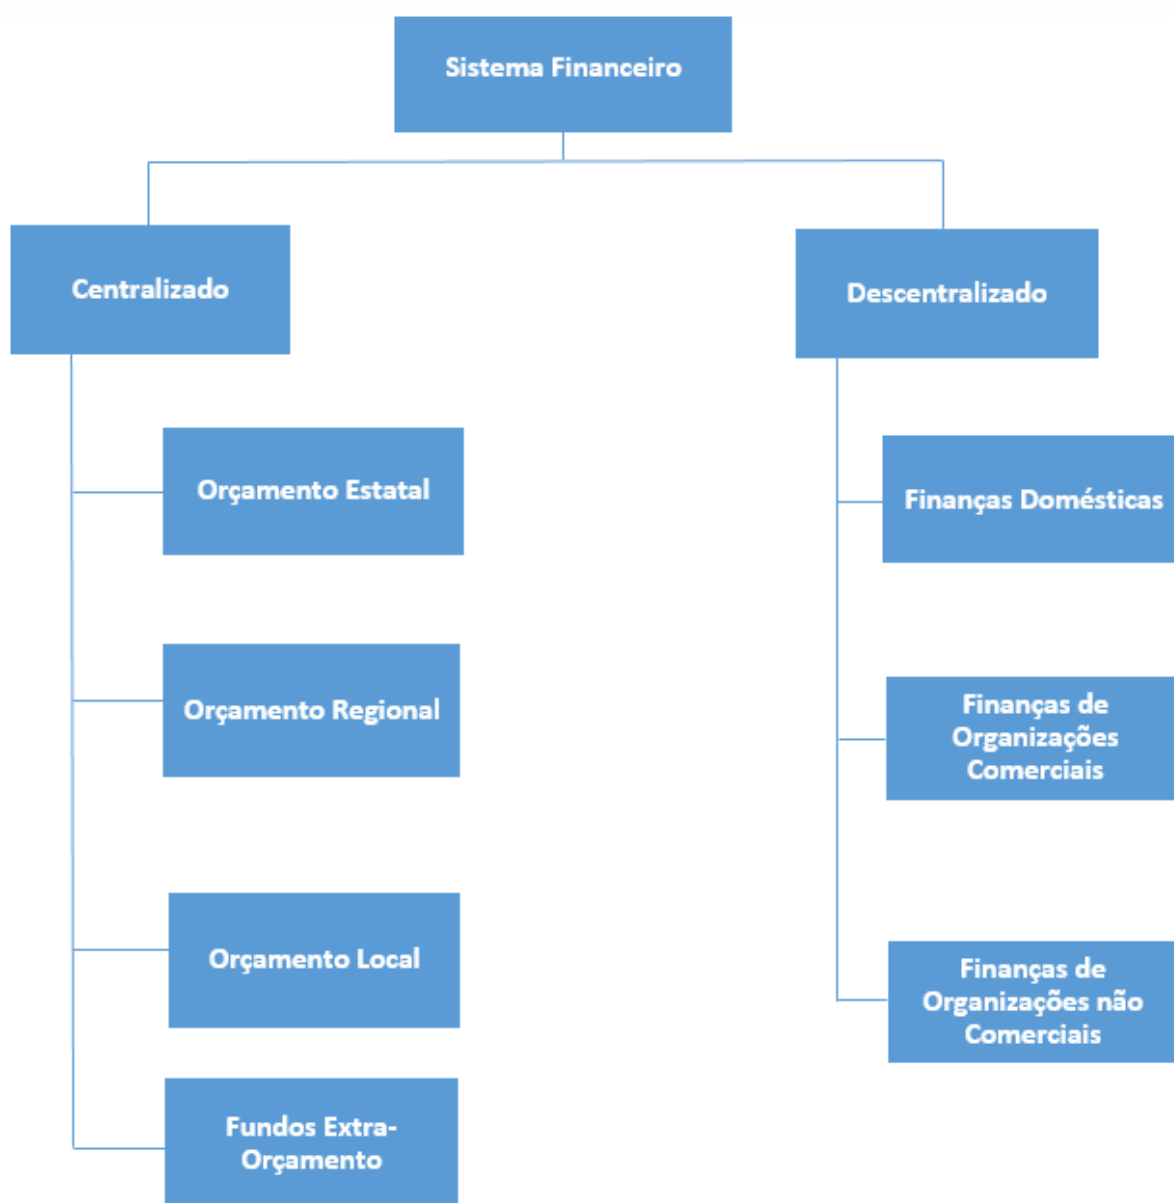 Sistema Financeiro
Centralizado
Descentralizado
Orçamento Estatal
Finanças Domésticas
Orçamento Regional
Finanças de
Organizações
Comerciais
Orçamento Local
Finanças de
Organizações não
Comerciais
Fundos Extra-
Orçamento